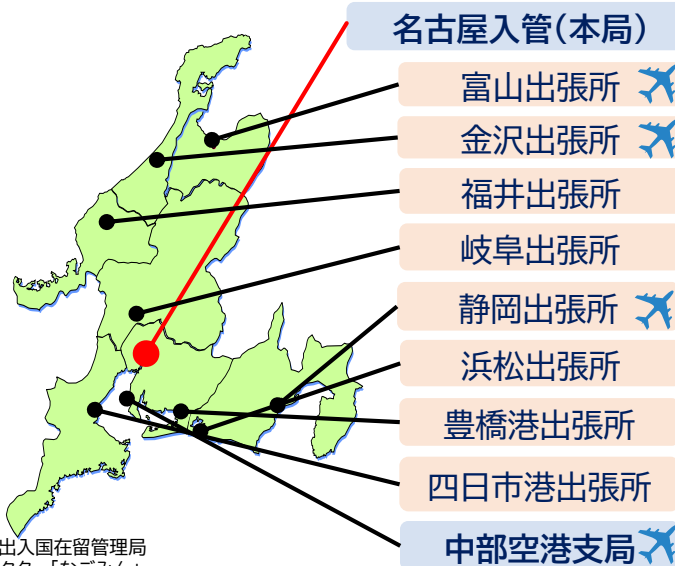 名古屋入管(本局)
富山出張所
金沢出張所
福井出張所
岐阜出張所
静岡出張所
浜松出張所
豊橋港出張所
四日市港出張所
中部空港支局
出入国在留管理局